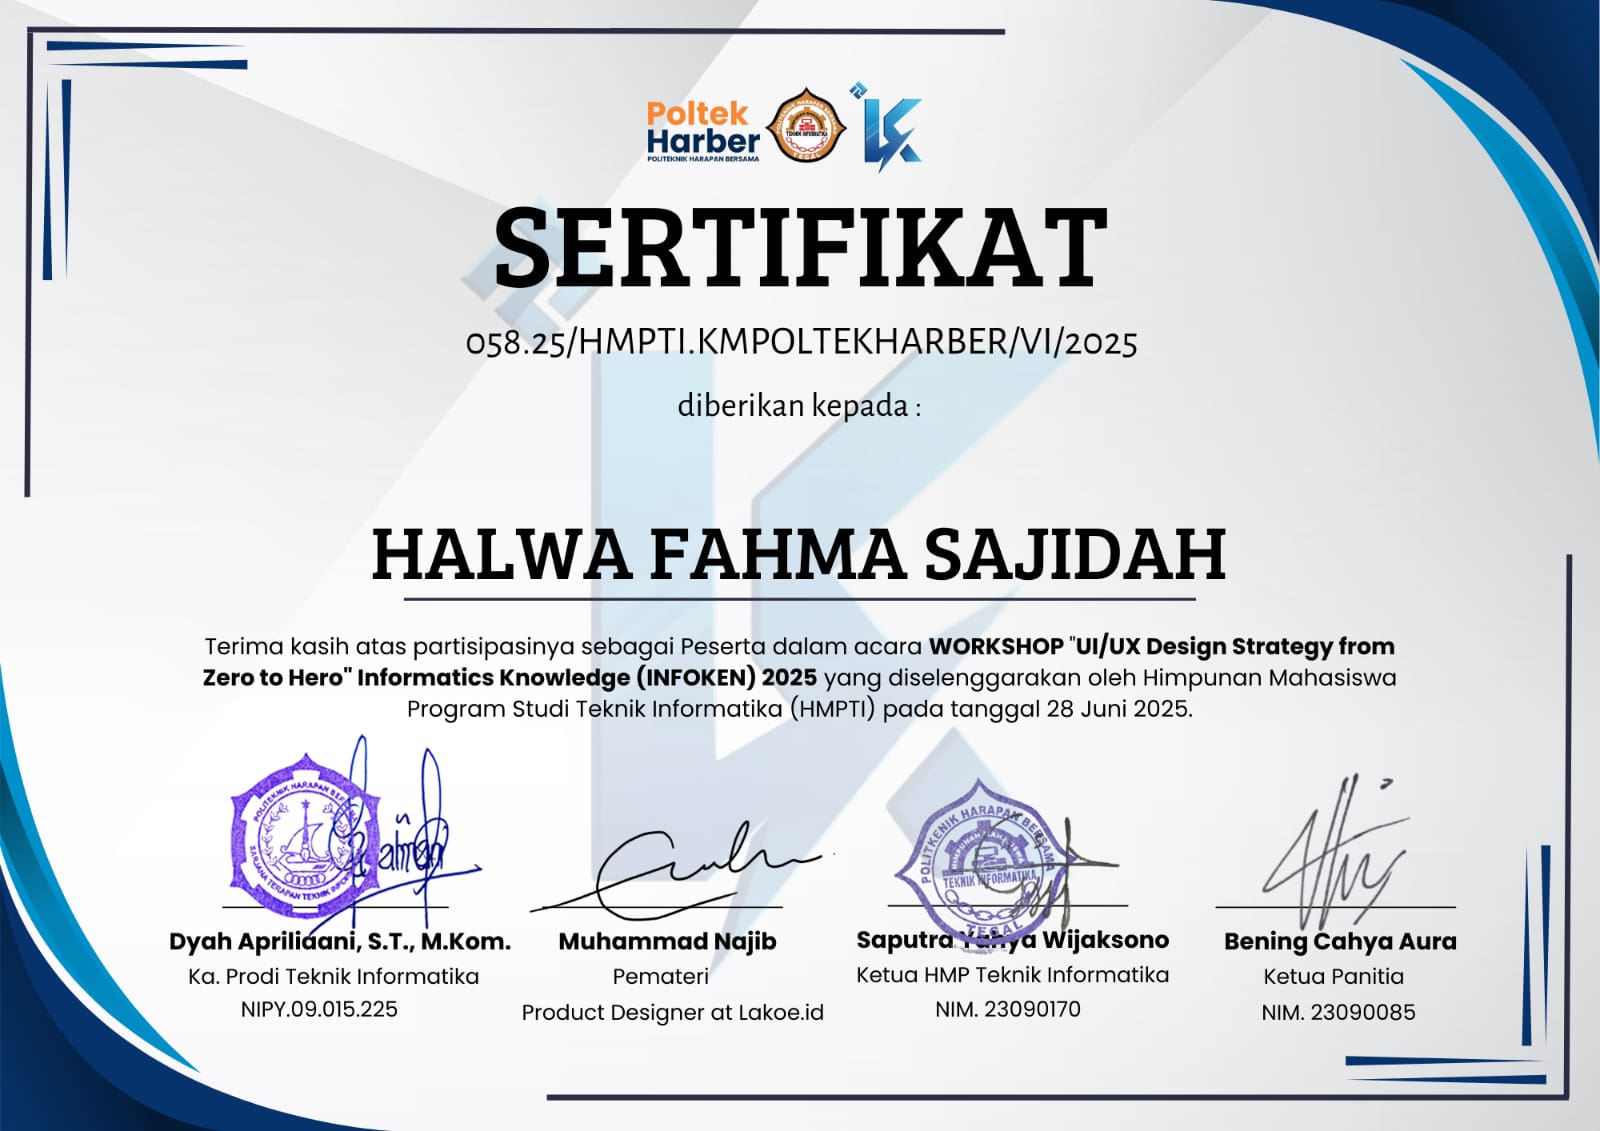 Poltek
Harber
POLITEKNIK HARAPAN BERSAMA
TEKNIK INFORMATIKA
TEGAL
SERTIFIKAT
058.25/HMPTI.KMPOLTEKHARBER/VI/2025
diberikan kepada :
HALWA FAHMA SAJIDAH
Terima kasih atas partisipasinya sebagai Peserta dalam acara WORKSHOP "UI/UX Design Strategy from
Zero to Hero" Informatics Knowledge (INFOKEN) 2025 yang diselenggarakan oleh Himpunan Mahasiswa
Program Studi Teknik Informatika (HMPTI) pada tanggal 28 Juni 2025.
POLITEKNIK HARAPAN BERSAMA
SARJANA TERAPAN TEKNIK
POLITKENIK HARAPAN BERSAMA
TEKNIK INFORMATIKA
TEGAL
Dyah Apriliaani, S.T., M.Kom.
Ka. Prodi Teknik Informatika
NIPY.09.015.225
Muhammad Najib
Pemateri
Product Designer at Lakoe.id
Saputra Yahya Wijaksono
Ketua HMP Teknik Informatika
NIM. 23090170
Bening Cahya Aura
Ketua Panitia
NIM. 23090085